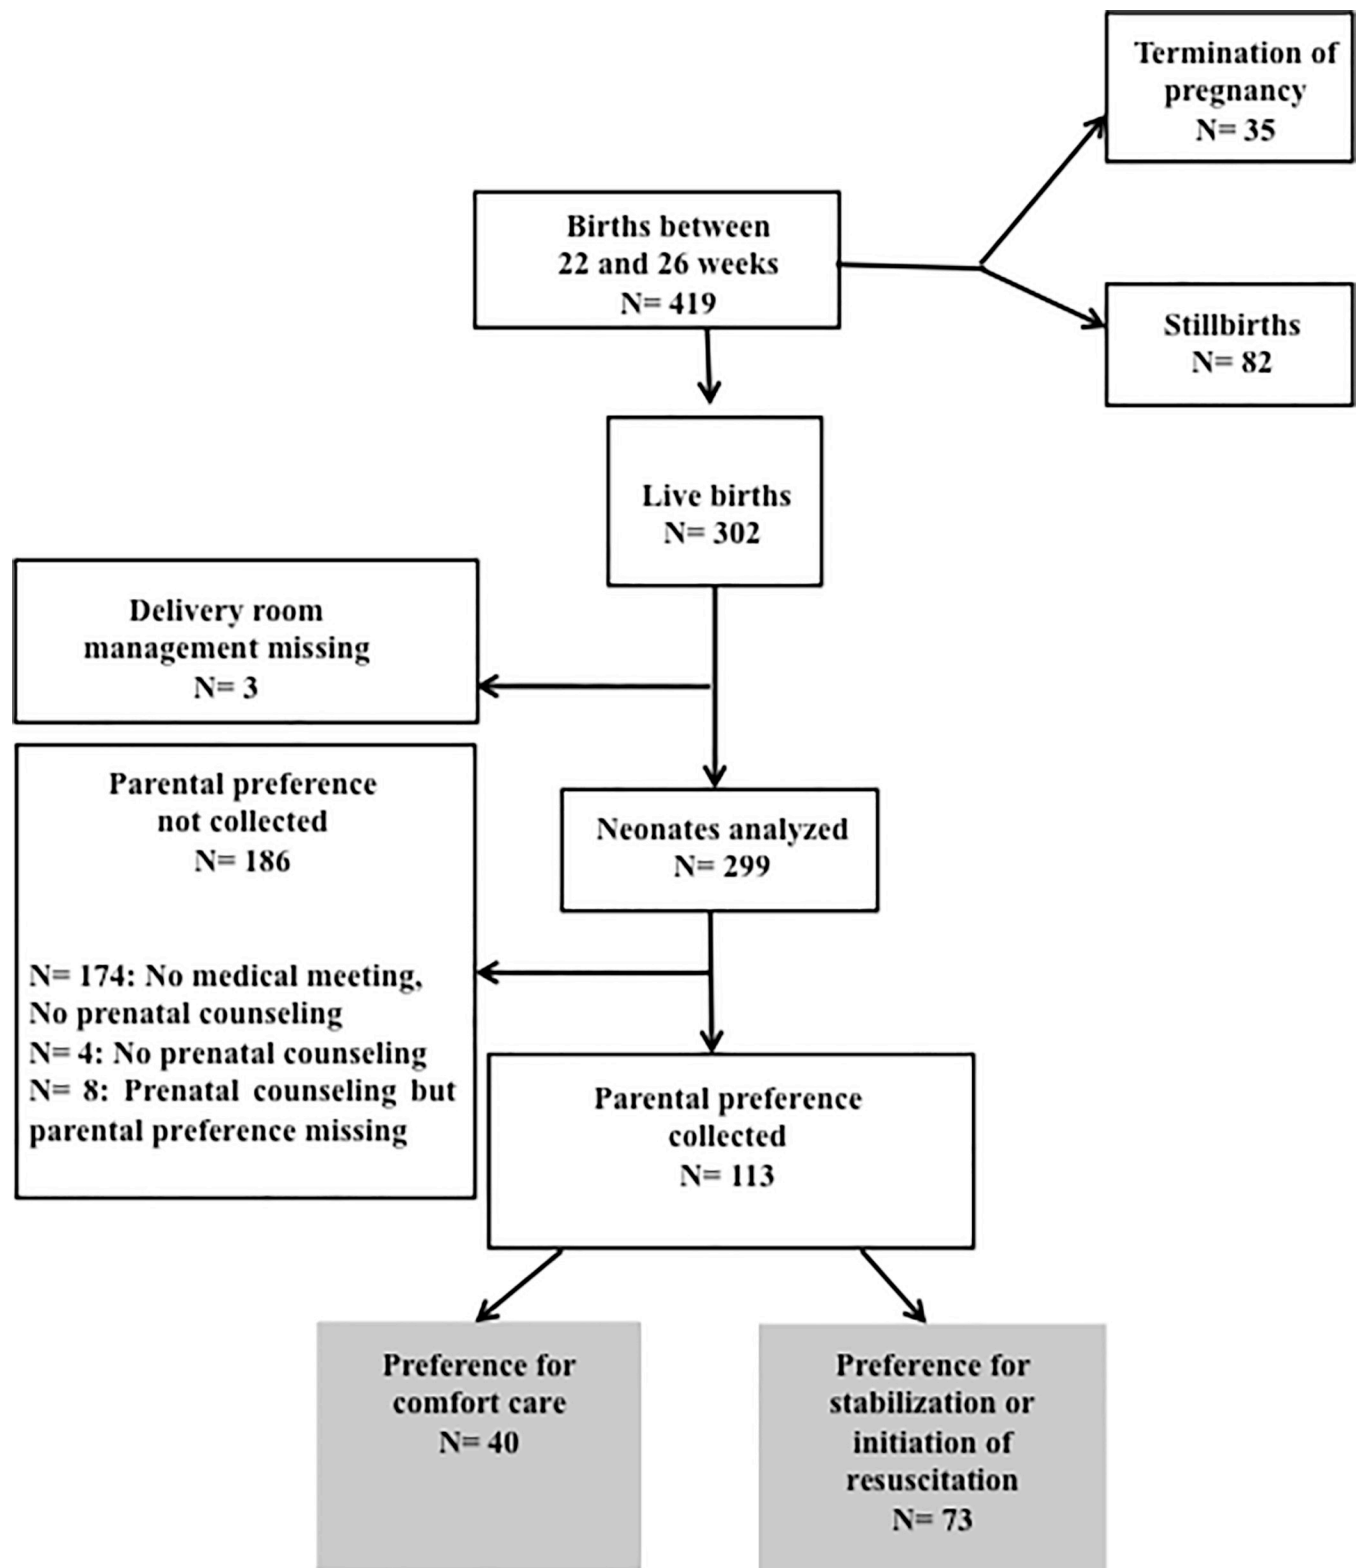 Termination of
pregnancy
N= 35
Births between
22 and 26 weeks
N= 419
Stillbirths
N= 82
Live births
N= 302
Delivery room
management missing
N= 3
Parental preference
not collected
N= 186
N= 174: No medical meeting,
No prenatal counseling
N= 4: No prenatal counseling
N= 8: Prenatal counseling but
parental preference missing
Neonates analyzed
N= 299
Parental preference
collected
N= 113
Preference for
comfort care
N= 40
Preference for
stabilization or
initiation of
resuscitation
N= 73